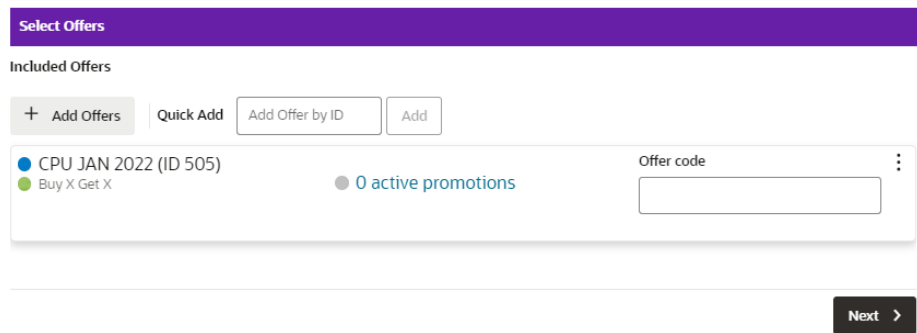 Select Offers
Included Offers
+ Add Offers Quick Add Add Offer by ID Add
CPU JAN 2022 (ID 505)
Buy X Get X
0 active promotions
Offer code
Next >